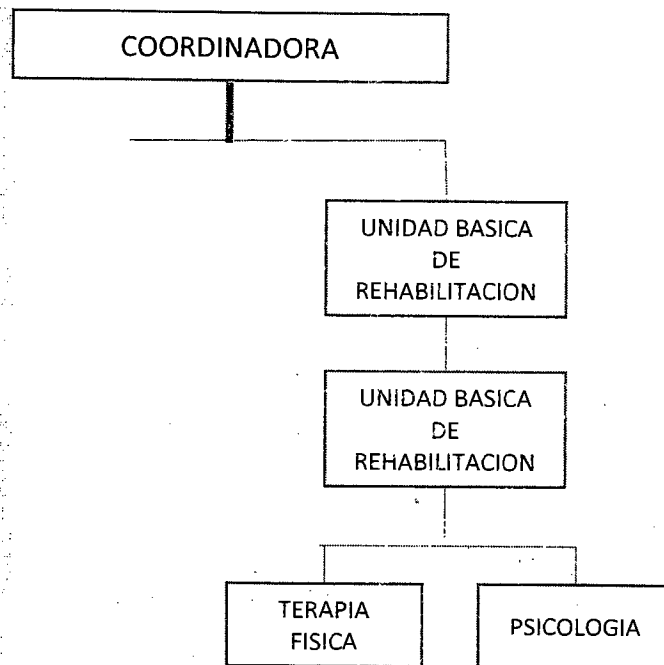 COORDINADORA
UNIDAD BASICA
DE
REHABILITACION
UNIDAD BASICA
DE
REHABILITACION
TERAPIA
FISICA
PSICOLOGIA